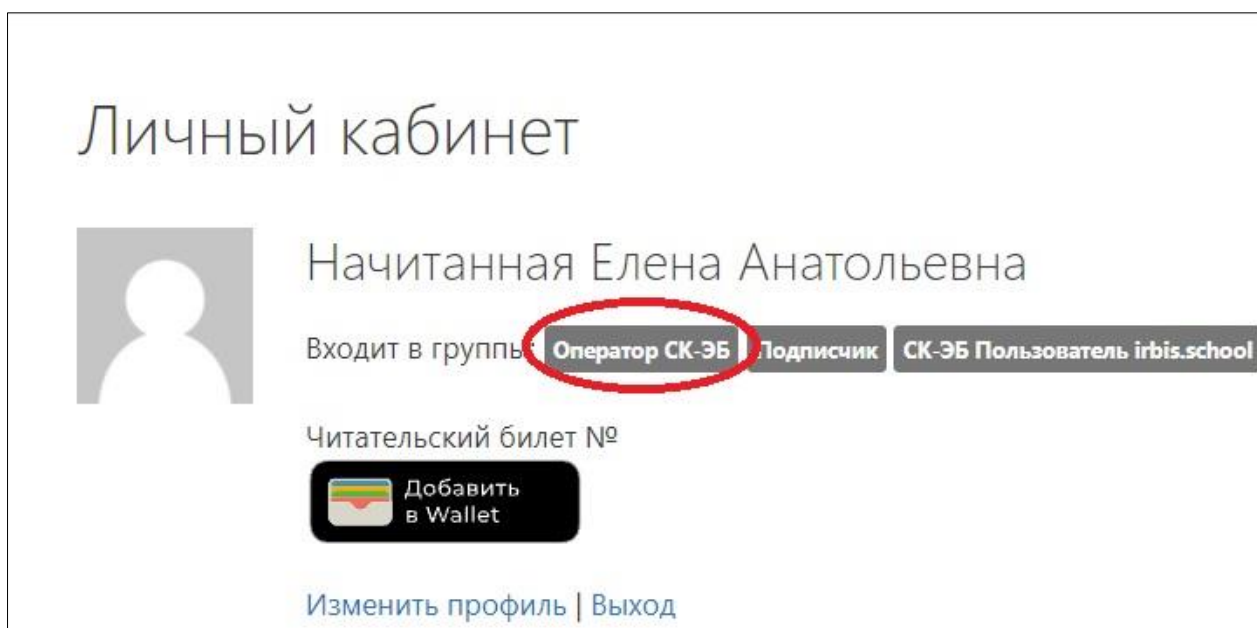 Личный кабинет
Начитанная Елена Анатольевна
Входит в группы: Оператор СК-ЭБ Подписчик СК-ЭБ Пользователь irbis.school
Читательский билет №
Добавить
в Wallet
Изменить профиль | Выход